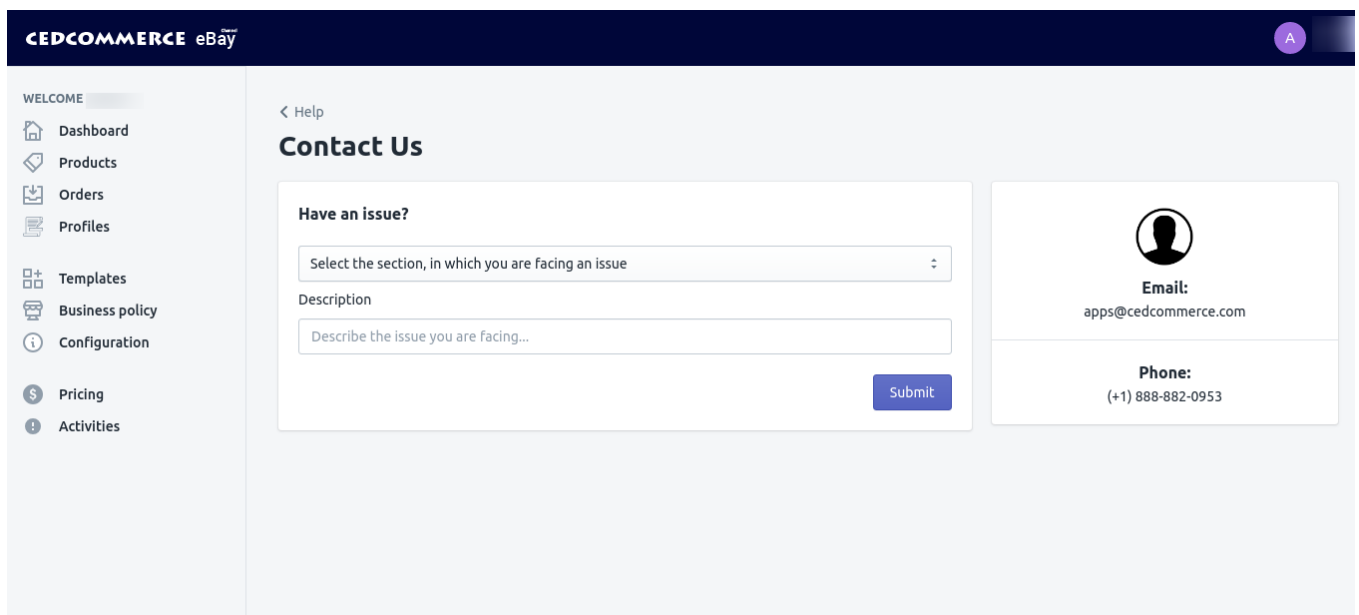 CEDCOMMERCE eBay
A
WELCOME
Dashboard
Products
Orders
Profiles
Templates
Business policy
Configuration
Pricing
Activities
Help
Contact Us
Have an issue?
Select the section, in which you are facing an issue
Description
Describe the issue you are facing...
Submit
Email:
apps@cedcommerce.com
Phone:
(+1) 888-882-0953